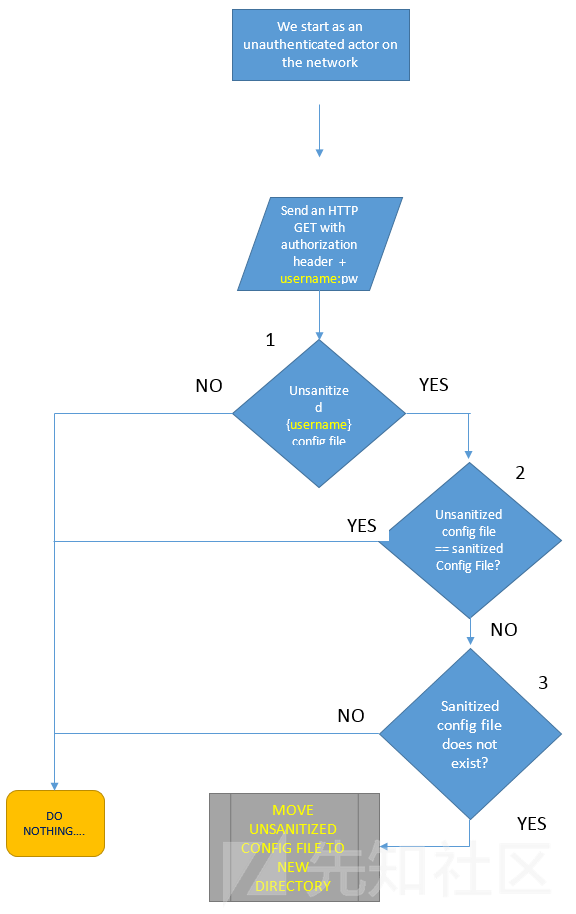 We start as an
unauthenticated actor on
the network
Send an HTTP
GET with
authorization
header +
username:pw
1
NO
YES
Unsanitize
d
{username}
config file
2
YES
Unsanitized
config file
== sanitized
Config File?
NO
3
NO
Sanitized
config file
does not
exist?
YES
DO
NOTHING....
MOVE
UNSANITIZED
CONFIG FILE TO
NEW
DIRECTORY
先知社区